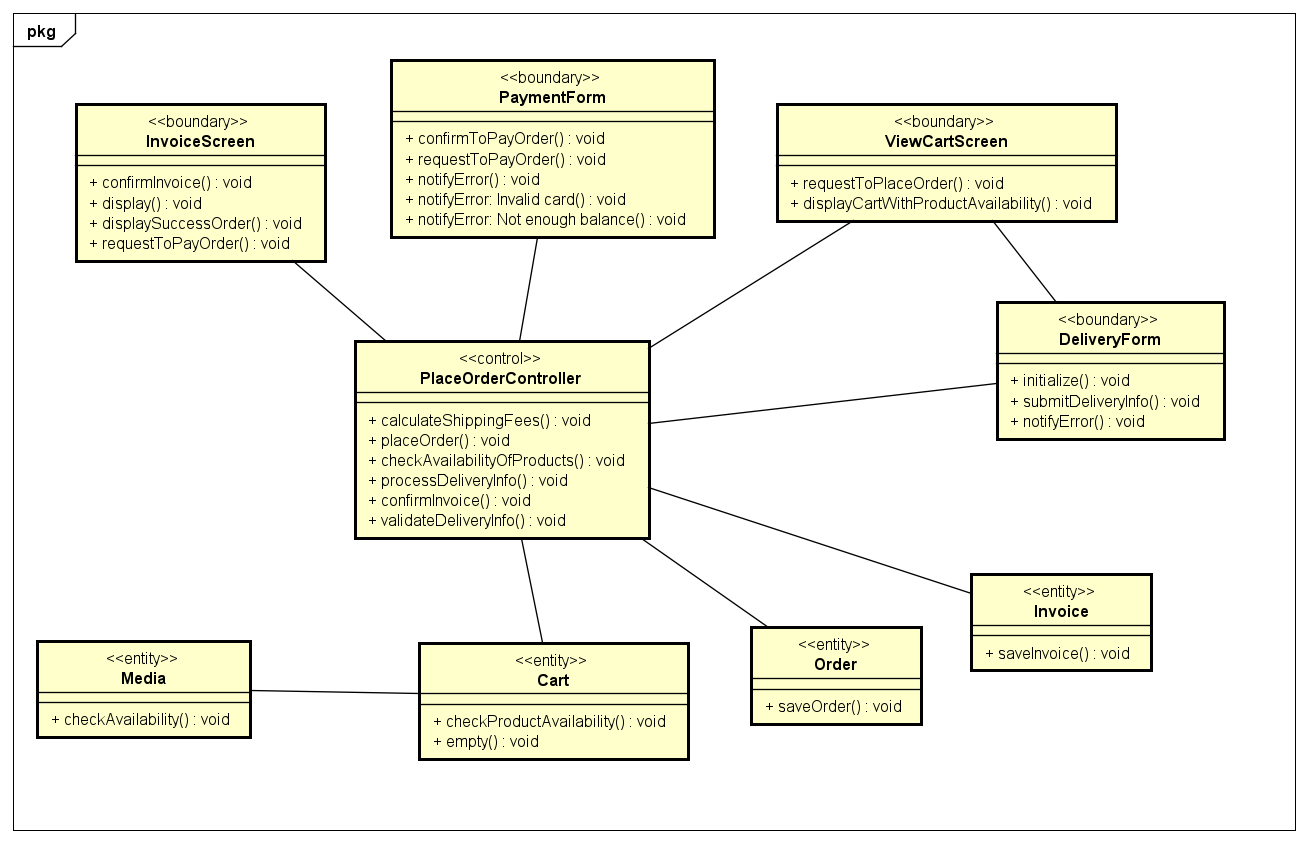 pkg
<<boundary>>
InvoiceScreen
+ confirmInvoice() : void
+ display() : void
+ displaySuccessOrder() : void
+ requestToPayOrder() : void
<<boundary>>
PaymentForm
+ confirmToPayOrder() : void
+ requestToPayOrder() : void
+ notifyError() : void
+ notifyError: Invalid card() : void
+ notifyError: Not enough balance() : void
<<boundary>>
ViewCartScreen
+ requestToPlaceOrder() : void
+ displayCartWithProductAvailability() : void
<<boundary>>
DeliveryForm
+ initialize() : void
+ submitDeliveryInfo() : void
+ notifyError() : void
<<control>>
PlaceOrderController
+ calculateShippingFees() : void
+ placeOrder() : void
+ checkAvailabilityOfProducts() : void
+ processDeliveryInfo() : void
+ confirmInvoice() : void
+ validateDeliveryInfo() : void
<<entity>>
Invoice
+ saveInvoice() : void
<<entity>>
Media
+ checkAvailability() : void
<<entity>>
Cart
+ checkProductAvailability() : void
+ empty() : void
<<entity>>
Order
+ saveOrder() : void